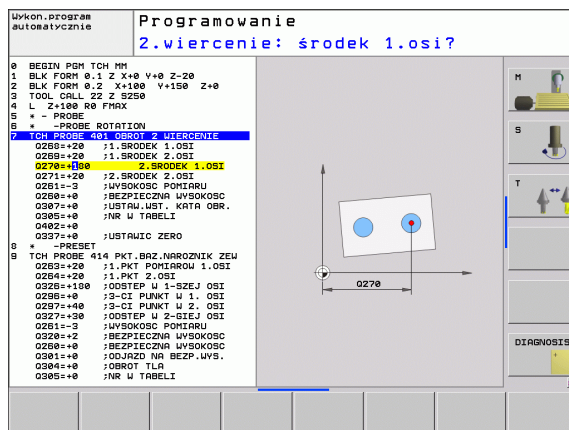 Wykon.program
automatycznie
Programowanie
2.wiercenie: środek 1.osi?
0 BEGIN PGM TCH MM
1 BLK FORM 0.1 Z X+0 Y+0 Z-20
2 BLK FORM 0.2 X+100 Y+150 Z+0
3 TOOL CALL 22 Z S250
4 L Z+100 R0 FMAX
5 * - PROBE
6 * -PROBE ROTATION
7 TCH PROBE 401 OBROT 2 WIERCENIE
Q268=+20 ;1.SRODEK 1.OSI
Q269=+20 ;1.SRODEK 2.OSI
Q270=+180 2.SRODEK 1.OSI
Q271=+20 ;2.SRODEK 2.OSI
Q261=-3 ;WYSOKOSC POMIARU
Q260=+0 ;BEZPIECZNA WYSOKOSC
Q307=+0 ;USTAW.WST. KATA OBR.
Q305=+0 ;NR W TABELI
Q402=+0
Q337=+0 ;USTAWIC ZERO
8 * -PRESET
9 TCH PROBE 414 PKT.BAZ.NAROZNIK ZEW
Q263=+20 ;1.PKT POMIAROW 1.OSI
Q264=+20 ;1.PKT 2.OSI
Q326=+180 ;ODSTEP W 1-SZEJ OSI
Q296=+0 ;3-CI PUNKT W 1. OSI
Q297=+40 ;3-CI PUNKT W 2. OSI
Q327=+30 ;ODSTEP W 2-GIEJ OSI
Q261=-3 ;WYSOKOSC POMIARU
Q320=+2 ;BEZPIECZNA WYSOKOSC
Q260=+0 ;BEZPIECZNA WYSOKOSC
Q301=+0 ;ODJAZD NA BEZP.WYS.
Q304=+0 ;OBROT TLA
Q305=+0 ;NR W TABELI
Q270
M
S
T
DIAGNOSIS